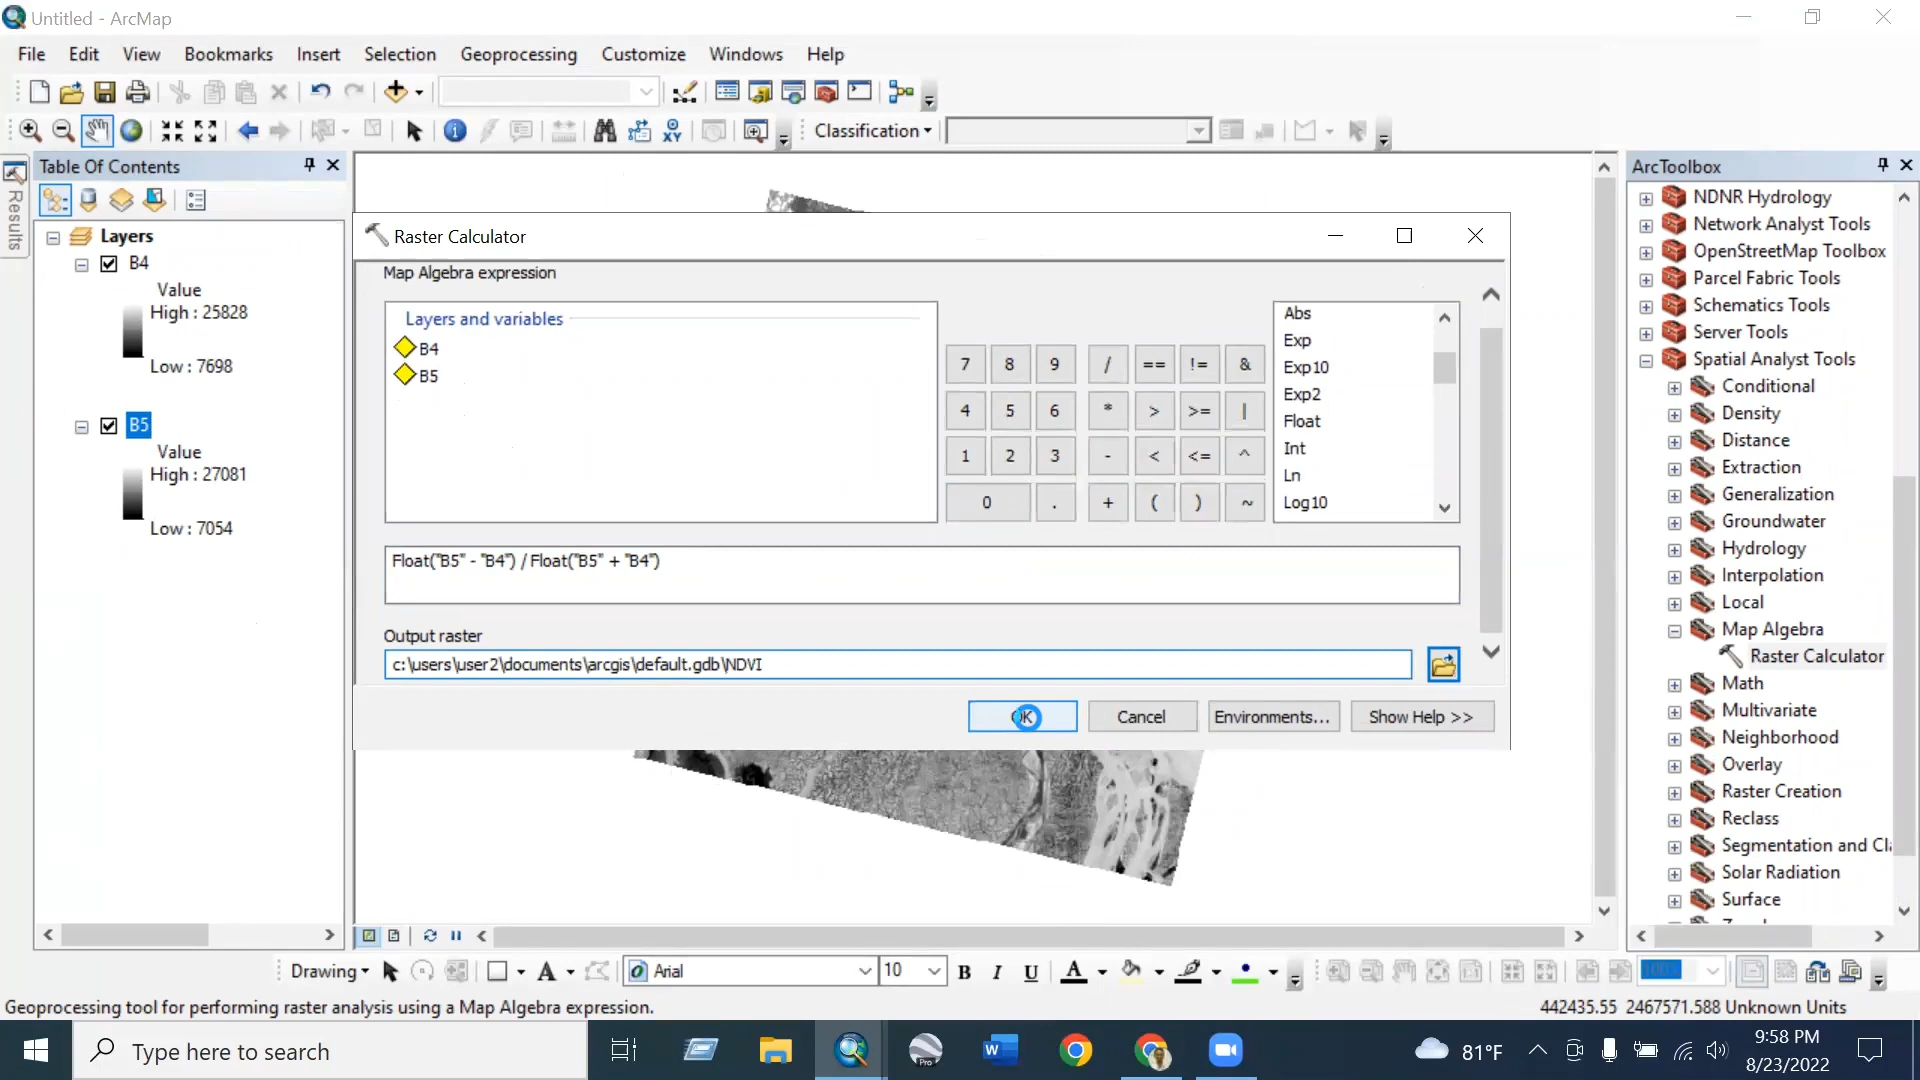 Untitled - ArcMap
File Edit View Bookmarks Insert Selection Geoprocessing Customize Windows Help
Classification
Table Of Contents
Results
Layers
B4
Value
High : 25828
Low : 7698
B5
Value
High : 27081
Low : 7054
Raster Calculator
Map Algebra expression
Layers and variables
B4
B5
7 8 9 / == != &
4 5 6 * > >= |
1 2 3 - < <= ^
0 . + ( ) ~
Abs
Exp
Exp10
Exp2
Float
Int
Ln
Log10
Float("B5" - "B4") / Float("B5" + "B4")
Output raster
c:\users\user2\documents\arcgis\default.gdb\NDVI
OK Cancel Environments... Show Help >>
ArcToolbox
NDNR Hydrology
Network Analyst Tools
OpenStreetMap Toolbox
Parcel Fabric Tools
Schematics Tools
Server Tools
Spatial Analyst Tools
Conditional
Density
Distance
Extraction
Generalization
Groundwater
Hydrology
Interpolation
Local
Map Algebra
Raster Calculator
Math
Multivariate
Neighborhood
Overlay
Raster Creation
Reclass
Segmentation and Cl
Solar Radiation
Surface
Drawing Arial 10 B I U A 100%
Geoprocessing tool for performing raster analysis using a Map Algebra expression.
442435.55 2467571.588 Unknown Units
Type here to search
Pro
W
81°F
9:58 PM
8/23/2022